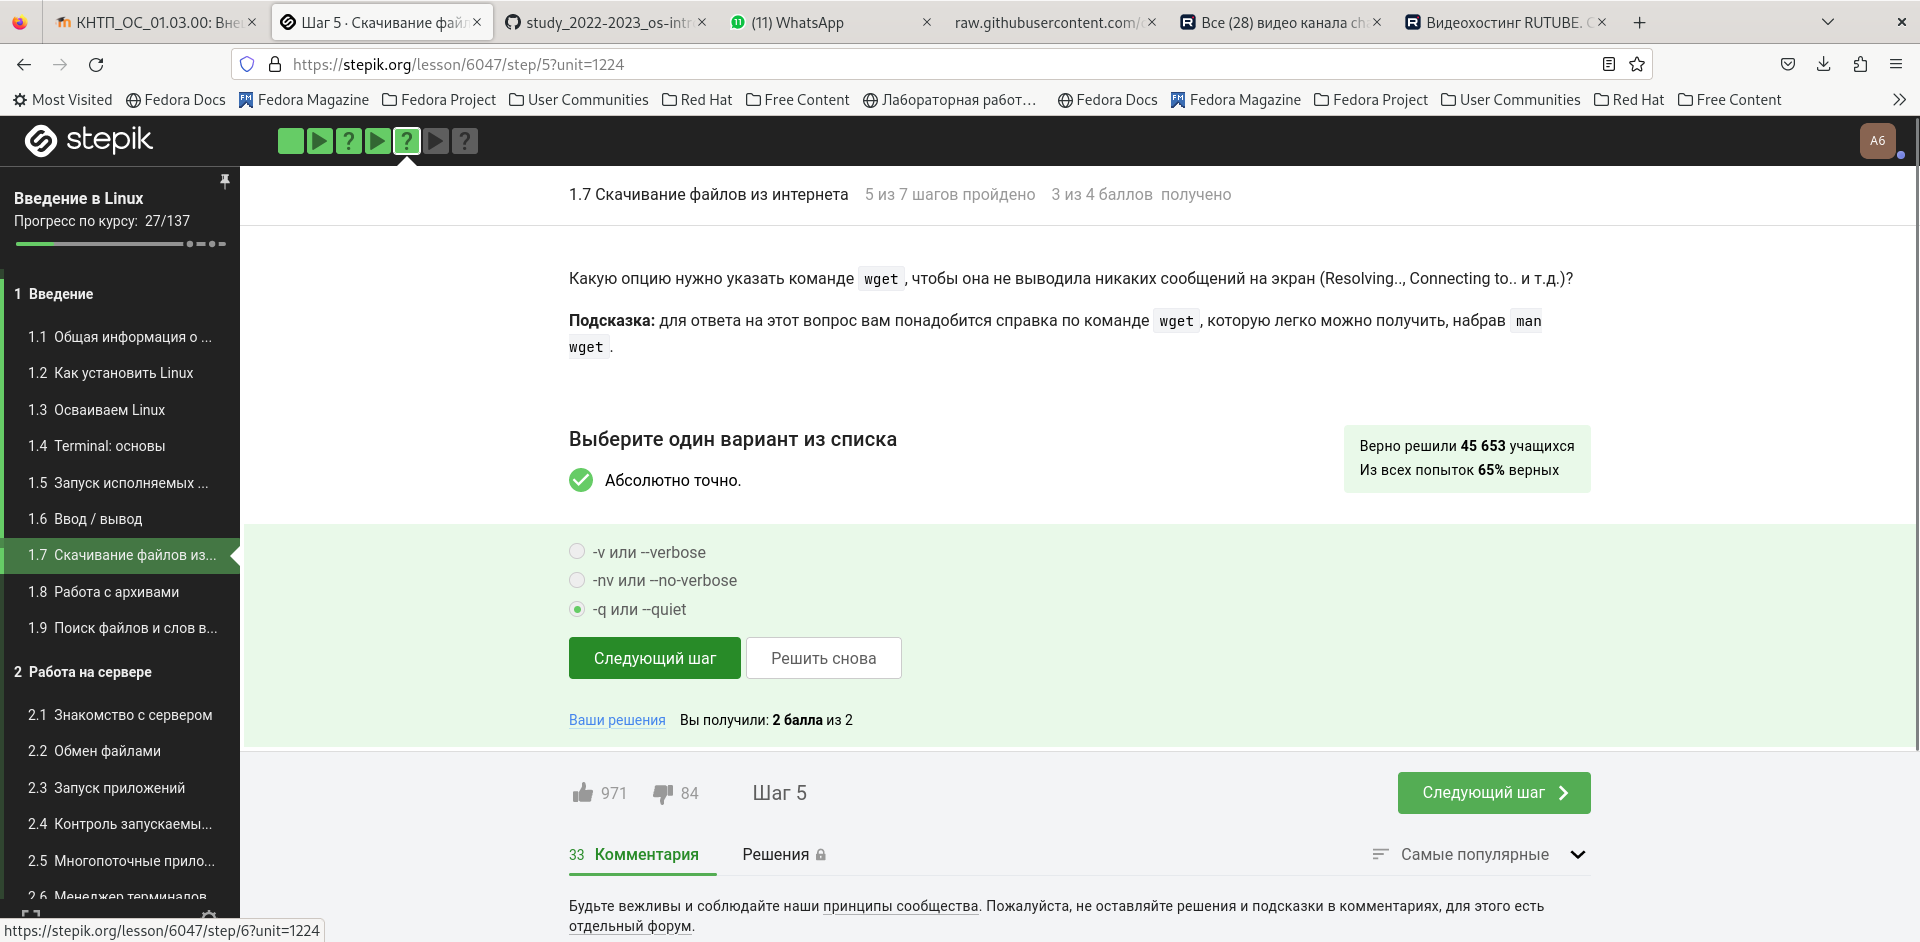 КНТП_ОС_01.03.00: Вне
Шаг 5 · Скачивание фай
study_2022-2023_os-intr
(11) WhatsApp
raw.githubusercontent.com/
Все (28) видео канала ch
Видеохостинг RUTUBE. С
https://stepik.org/lesson/6047/step/5?unit=1224
Most Visited Fedora Docs Fedora Magazine Fedora Project User Communities Red Hat Free Content Лабораторная работ… Fedora Docs Fedora Magazine Fedora Project User Communities Red Hat Free Content
stepik
? ? ?
A6
Введение в Linux
Прогресс по курсу: 27/137
1 Введение
1.1 Общая информация о ...
1.2 Как установить Linux
1.3 Осваиваем Linux
1.4 Terminal: основы
1.5 Запуск исполняемых ...
1.6 Ввод / вывод
1.7 Скачивание файлов из...
1.8 Работа с архивами
1.9 Поиск файлов и слов в...
2 Работа на сервере
2.1 Знакомство с сервером
2.2 Обмен файлами
2.3 Запуск приложений
2.4 Контроль запускаемы...
2.5 Многопоточные прило...
2.6 Менеджер терминалов
https://stepik.org/lesson/6047/step/6?unit=1224
1.7 Скачивание файлов из интернета 5 из 7 шагов пройдено 3 из 4 баллов получено
Какую опцию нужно указать команде wget, чтобы она не выводила никаких сообщений на экран (Resolving.., Connecting to.. и т.д.)?
Подсказка: для ответа на этот вопрос вам понадобится справка по команде wget, которую легко можно получить, набрав man
wget.
Выберите один вариант из списка
Абсолютно точно.
Верно решили 45 653 учащихся
Из всех попыток 65% верных
-v или --verbose
-nv или --no-verbose
-q или --quiet
Следующий шаг Решить снова
Ваши решения Вы получили: 2 балла из 2
971 84 Шаг 5 Следующий шаг
33 Комментария Решения Самые популярные
Будьте вежливы и соблюдайте наши принципы сообщества. Пожалуйста, не оставляйте решения и подсказки в комментариях, для этого есть
отдельный форум.